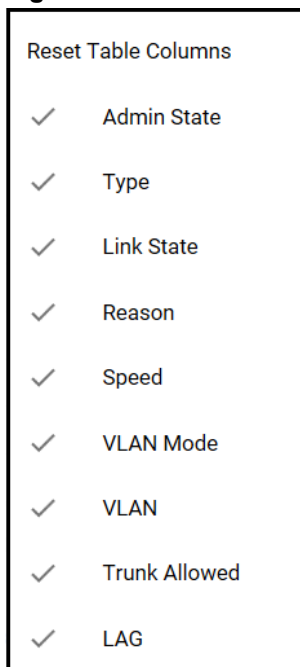 Reset Table Columns
Admin State
Type
Link State
Reason
Speed
VLAN Mode
VLAN
Trunk Allowed
LAG